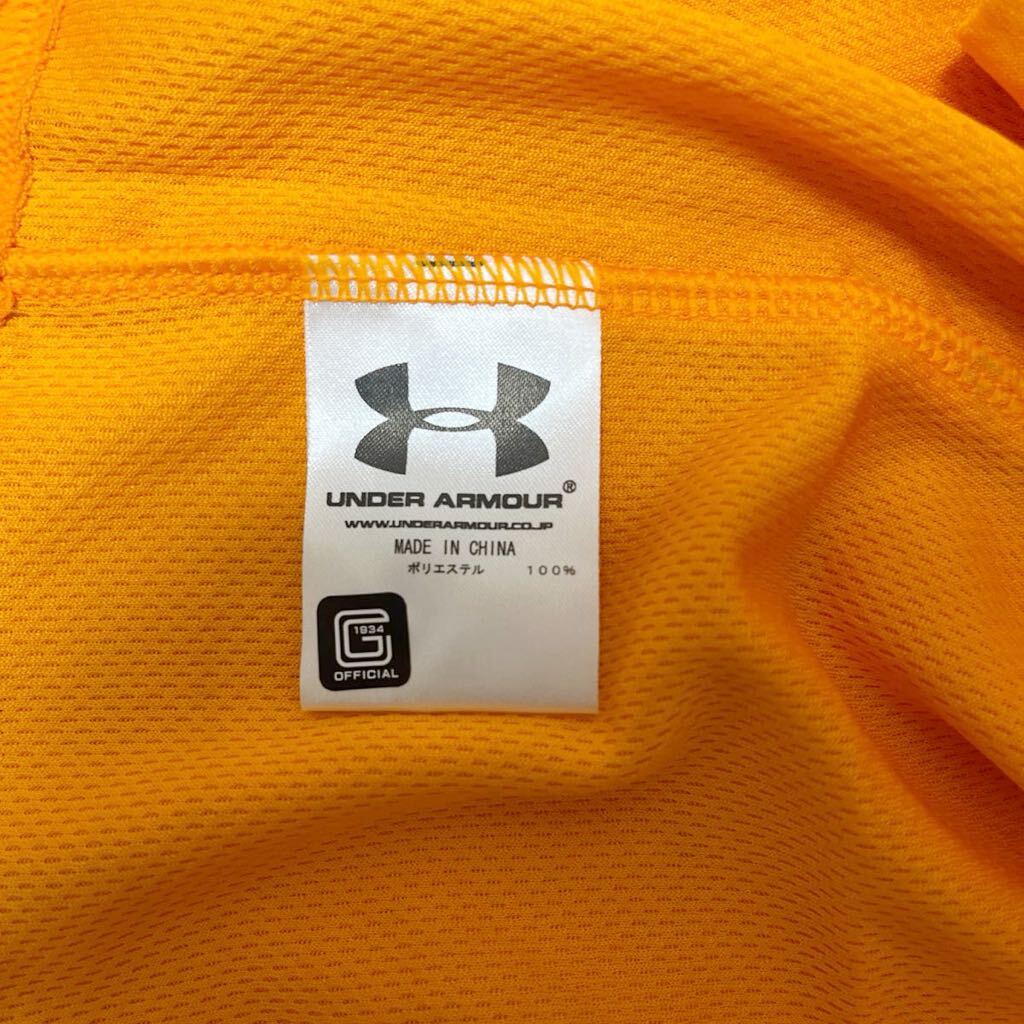 UNDER ARMOUR®
WWW.UNDERARMOUR.CO.JP
MADE IN CHINA
ポリエステル 100%
G
1934
OFFICIAL